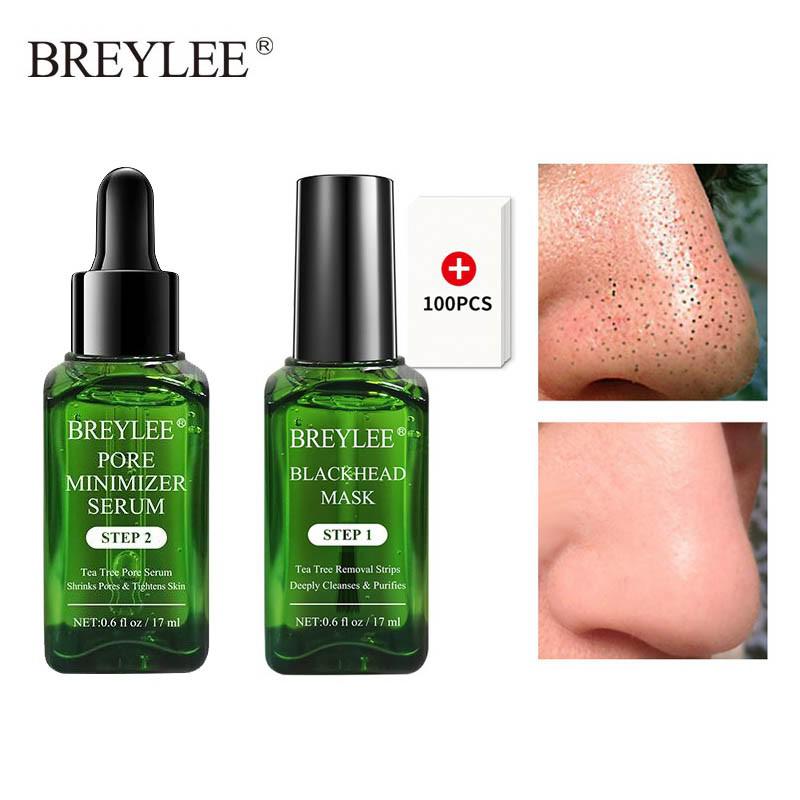 BREYLEE®
100PCS
BREYLEE®
PORE
MINIMIZER
SERUM
STEP 2
Tea Tree Pore Serum
Shrinks Pores & Tightens Skin
NET:0.6 fl oz / 17 ml
BREYLEE®
BLACKHEAD
MASK
STEP 1
Tea Tree Removal Strips
Deeply Cleanses & Purifies
NET:0.6 fl oz / 17 ml